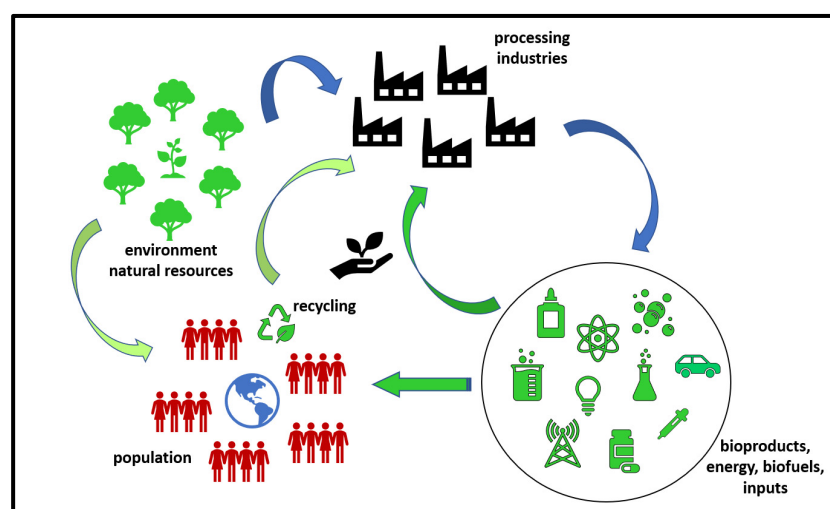 processing
industries
environment
natural resources
recycling
population
bioproducts,
energy, biofuels,
inputs